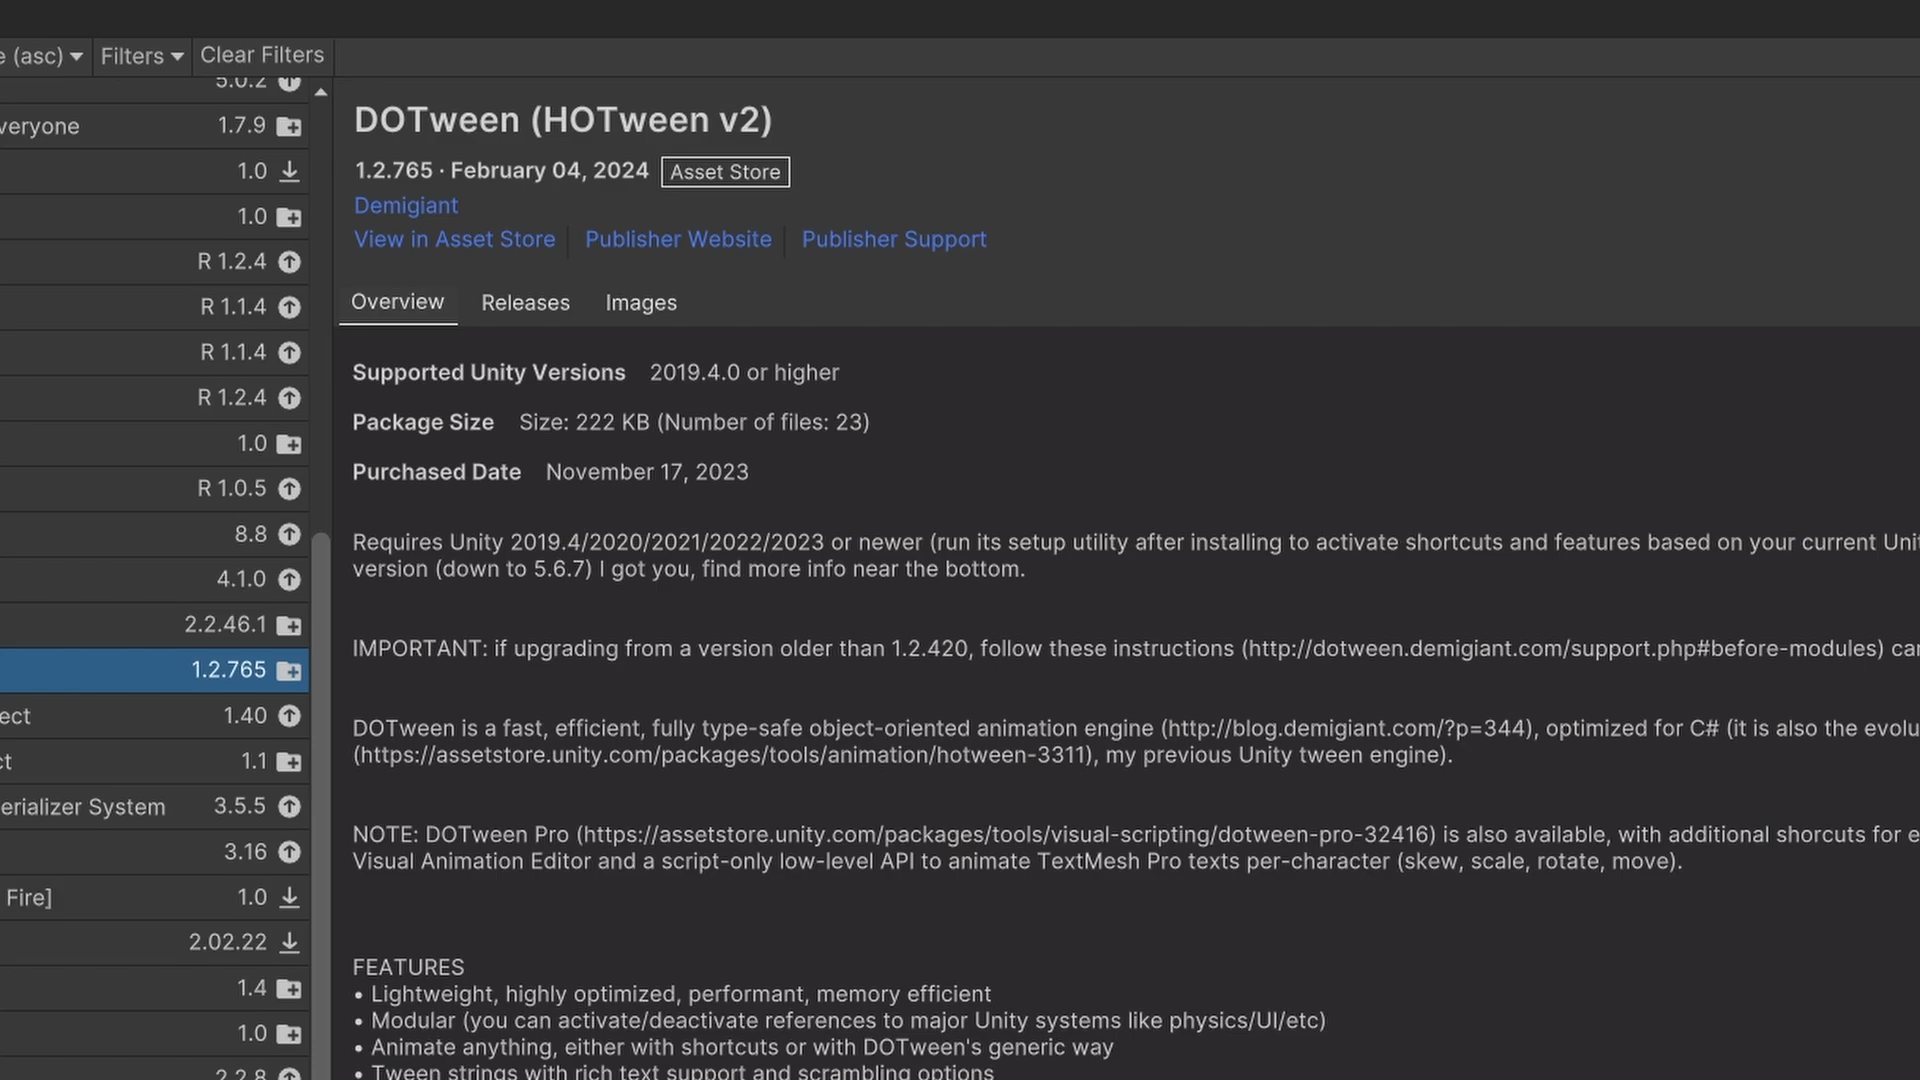 e (asc) Filters Clear Filters
5.0.2
veryone 1.7.9
1.0
1.0
R 1.2.4
R 1.1.4
R 1.1.4
R 1.2.4
1.0
R 1.0.5
8.8
4.1.0
2.2.46.1
1.2.765
ect 1.40
ct 1.1
erializer System 3.5.5
3.16
Fire] 1.0
2.02.22
1.4
1.0
2.2.8
DOTween (HOTween v2)
1.2.765 · February 04, 2024 Asset Store
Demigiant
View in Asset Store Publisher Website Publisher Support
Overview Releases Images
Supported Unity Versions 2019.4.0 or higher
Package Size Size: 222 KB (Number of files: 23)
Purchased Date November 17, 2023
Requires Unity 2019.4/2020/2021/2022/2023 or newer (run its setup utility after installing to activate shortcuts and features based on your current Unit
version (down to 5.6.7) I got you, find more info near the bottom.
IMPORTANT: if upgrading from a version older than 1.2.420, follow these instructions (http://dotween.demigiant.com/support.php#before-modules) car
DOTween is a fast, efficient, fully type-safe object-oriented animation engine (http://blog.demigiant.com/?p=344), optimized for C# (it is also the evolu
(https://assetstore.unity.com/packages/tools/animation/hotween-3311), my previous Unity tween engine).
NOTE: DOTween Pro (https://assetstore.unity.com/packages/tools/visual-scripting/dotween-pro-32416) is also available, with additional shorcuts for e
Visual Animation Editor and a script-only low-level API to animate TextMesh Pro texts per-character (skew, scale, rotate, move).
FEATURES
• Lightweight, highly optimized, performant, memory efficient
• Modular (you can activate/deactivate references to major Unity systems like physics/UI/etc)
• Animate anything, either with shortcuts or with DOTween's generic way
• Tween strings with rich text support and scrambling options